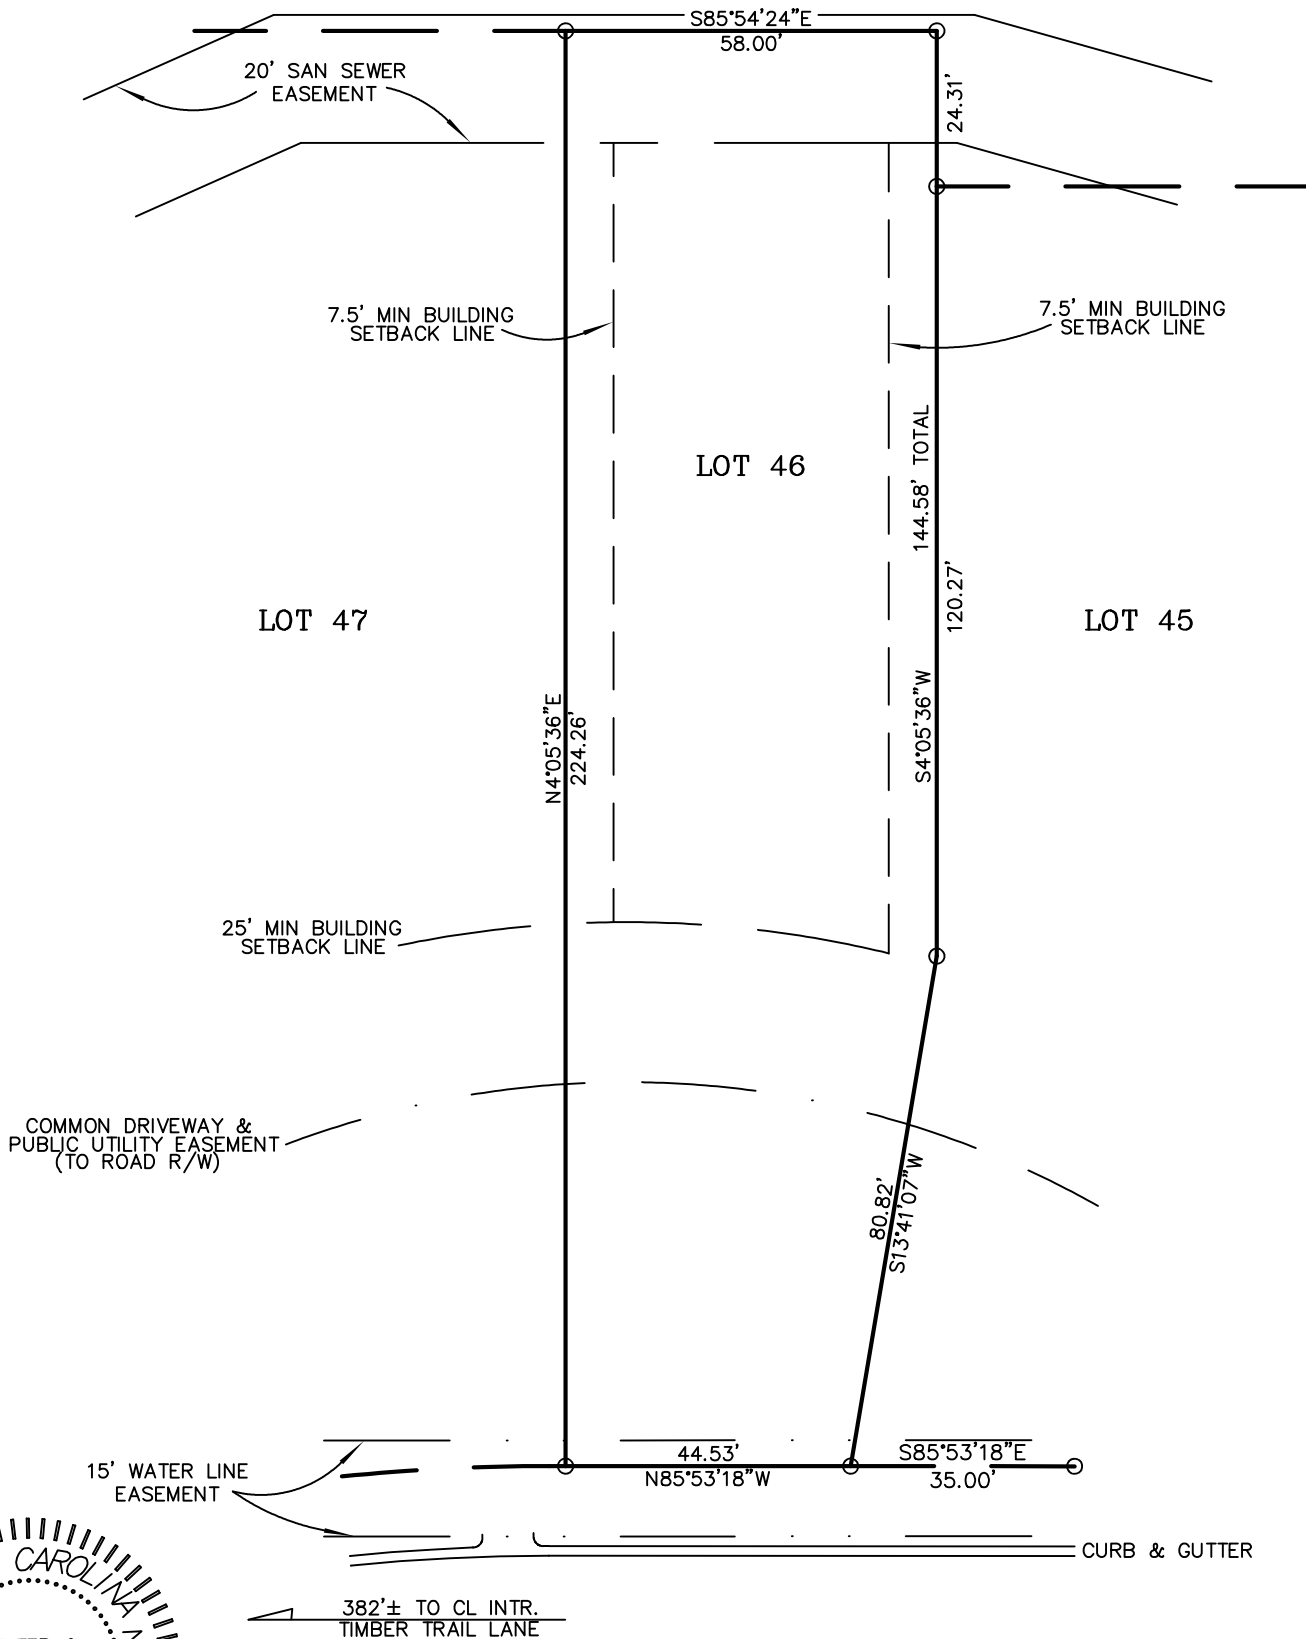 S85°54'24"E
58.00'
20' SAN SEWER
EASEMENT
24.31'
7.5' MIN BUILDING
SETBACK LINE
7.5' MIN BUILDING
SETBACK LINE
144.58' TOTAL
LOT 46
120.27'
LOT 47
LOT 45
S4°05'36"W
N4°05'36"E
224.26'
25' MIN BUILDING
SETBACK LINE
COMMON DRIVEWAY &
PUBLIC UTILITY EASEMENT
(TO ROAD R/W)
80.82'
S13°41'07"W
44.53'
N85°53'18"W
S85°53'18"E
35.00'
15' WATER LINE
EASEMENT
CURB & GUTTER
CAROLINA
382'± TO CL INTR.
TIMBER TRAIL LANE